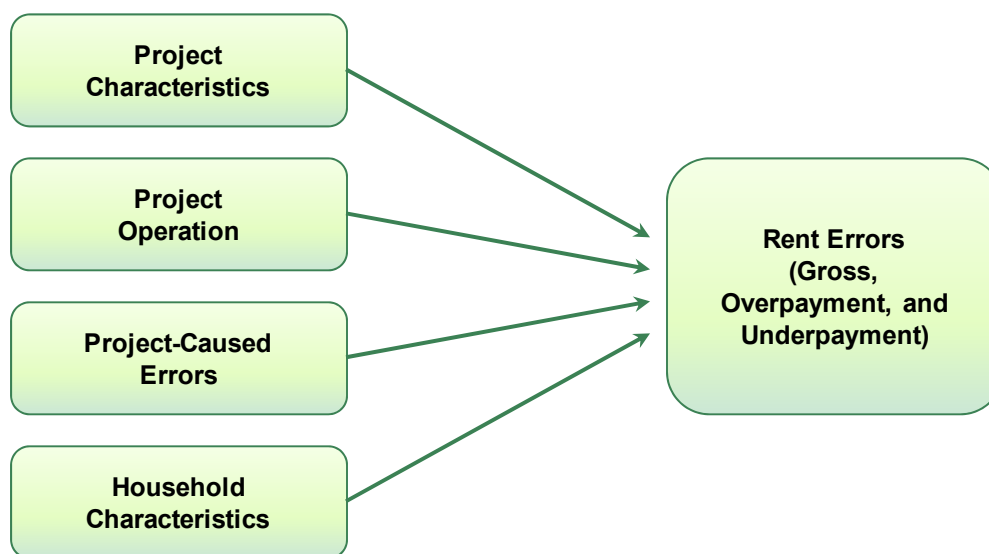 Project
Characteristics
Project
Operation
Project-Caused
Errors
Household
Characteristics
Rent Errors
(Gross,
Overpayment, and
Underpayment)